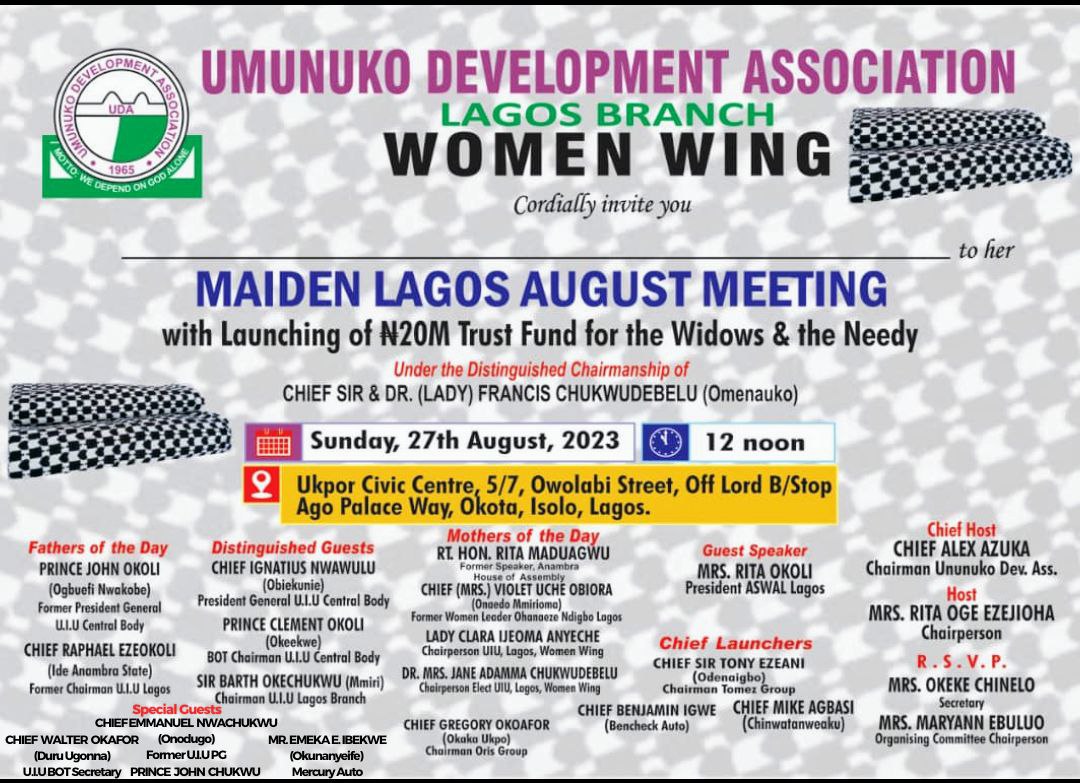 UMUNUKO DEVELOPMENT ASSOCIATION
UDA
1965
MOTTO: WE DEPEND ON GOD ALONE
UMUNUKO DEVELOPMENT ASSOCIATION
LAGOS BRANCH
WOMEN WING
Cordially invite you
to her
MAIDEN LAGOS AUGUST MEETING
with Launching of ₦20M Trust Fund for the Widows & the Needy
Under the Distinguished Chairmanship of
CHIEF SIR & DR. (LADY) FRANCIS CHUKWUDEBELU (Omenauko)
Sunday, 27th August, 2023
12 noon
Ukpor Civic Centre, 5/7, Owolabi Street, Off Lord B/Stop
Ago Palace Way, Okota, Isolo, Lagos.
Fathers of the Day
PRINCE JOHN OKOLI
(Ogbuefi Nwakobe)
Former President General
U.I.U Central Body
CHIEF RAPHAEL EZEOKOLI
(Ide Anambra State)
Former Chairman U.I.U Lagos
Distinguished Guests
CHIEF IGNATIUS NWAWULU
(Obiekunie)
President General U.I.U Central Body
PRINCE CLEMENT OKOLI
(Okeekwe)
BOT Chairman U.I.U Central Body
SIR BARTH OKECHUKWU (Mmiri)
Chairman U.I.U Lagos Branch
Mothers of the Day
RT. HON. RITA MADUAGWU
Former Speaker, Anambra
House of Assembly
CHIEF (MRS.) VIOLET UCHE OBIORA
(Onaedo Mmirioma)
Former Women Leader Ohanaeze Ndigbo Lagos
LADY CLARA IJEOMA ANYECHE
Chairperson UIU, Lagos, Women Wing
DR. MRS. JANE ADAMMA CHUKWUDEBELU
Chairperson Elect UIU, Lagos, Women Wing
Guest Speaker
MRS. RITA OKOLI
President ASWAL Lagos
Chief Launchers
CHIEF SIR TONY EZEANI
(Odenaigbo)
Chairman Tomez Group
CHIEF BENJAMIN IGWE
(Bencheck Auto)
CHIEF MIKE AGBASI
(Chinwatanweaku)
CHIEF GREGORY OKOAFOR
(Okaka Ukpo)
Chairman Oris Group
Chief Host
CHIEF ALEX AZUKA
Chairman Ununuko Dev. Ass.
Host
MRS. RITA OGE EZEJIOHA
Chairperson
R . S . V . P.
MRS. OKEKE CHINELO
Secretary
MRS. MARYANN EBULUO
Organising Committee Chairperson
Special Guests
CHIEF EMMANUEL NWACHUKWU
(Onodugo)
Former U.I.U PG
CHIEF WALTER OKAFOR
(Duru Ugonna)
U.I.U BOT Secretary
PRINCE JOHN CHUKWU
MR. EMEKA E. IBEKWE
(Okunanyeife)
Mercury Auto